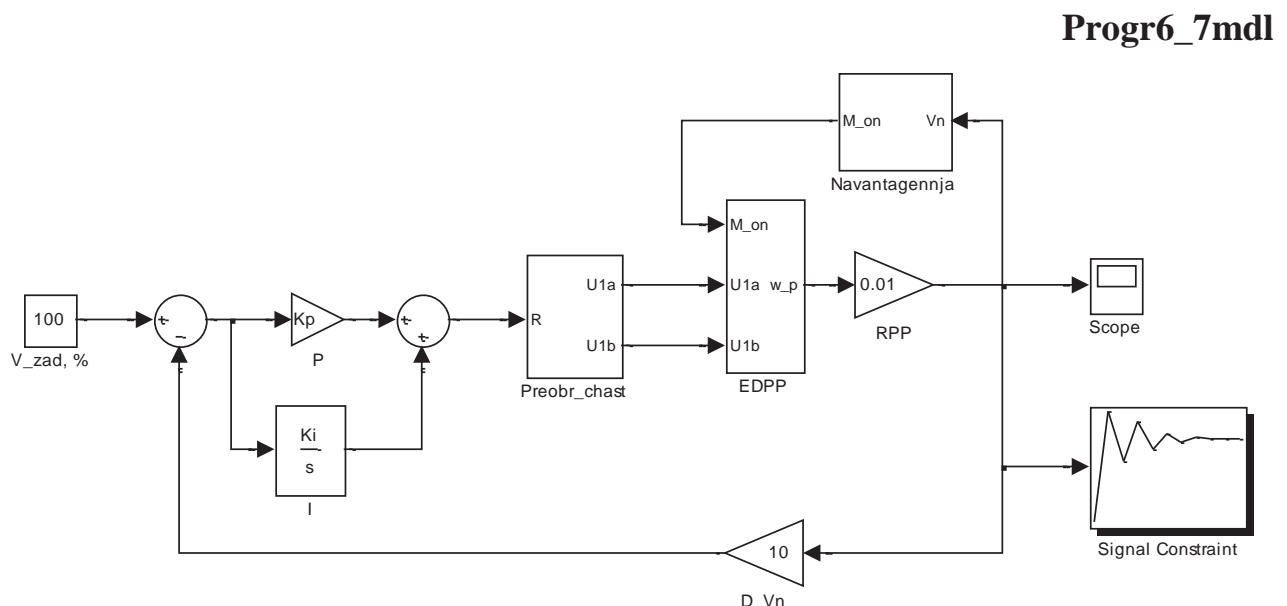 Progr6_7mdl
M_on
Vn
Navantagennja
M_on
U1a
w_p
U1b
EDPP
0.01
RPP
Scope
100
V_zad, %
Kp
P
R
U1a
U1b
Preobr_chast
Ki
s
I
10
D_Vn
Signal Constraint